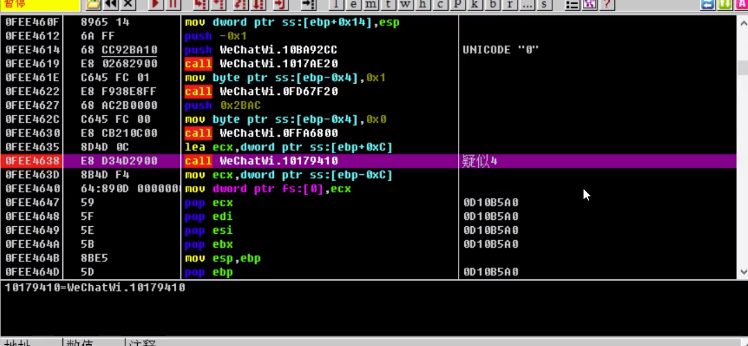 暂停 l e m t w h c P k b r ... s
0FEE460F 8965 14 mov dword ptr ss:[ebp+0x14],esp
0FEE4612 6A FF push -0x1
0FEE4614 68 CC92BA10 push WeChatWi.10BA92CC UNICODE "0"
0FEE4619 E8 02682900 call WeChatWi.1017AE20
0FEE461E C645 FC 01 mov byte ptr ss:[ebp-0x4],0x1
0FEE4622 E8 F938E8FF call WeChatWi.0FD67F20
0FEE4627 68 AC2B0000 push 0x2BAC
0FEE462C C645 FC 00 mov byte ptr ss:[ebp-0x4],0x0
0FEE4630 E8 CB210C00 call WeChatWi.0FFA6800
0FEE4635 8D4D 0C lea ecx,dword ptr ss:[ebp+0xC]
0FEE4638 E8 D34D2900 call WeChatWi.10179410 疑似4
0FEE463D 8B4D F4 mov ecx,dword ptr ss:[ebp-0xC]
0FEE4640 64:890D 000000 mov dword ptr fs:[0],ecx
0FEE4647 59 pop ecx 0D10B5A0
0FEE4648 5F pop edi 0D10B5A0
0FEE4649 5E pop esi 0D10B5A0
0FEE464A 5B pop ebx 0D10B5A0
0FEE464B 8BE5 mov esp,ebp
0FEE464D 5D pop ebp 0D10B5A0
10179410=WeChatWi.10179410
地址 数值 注释